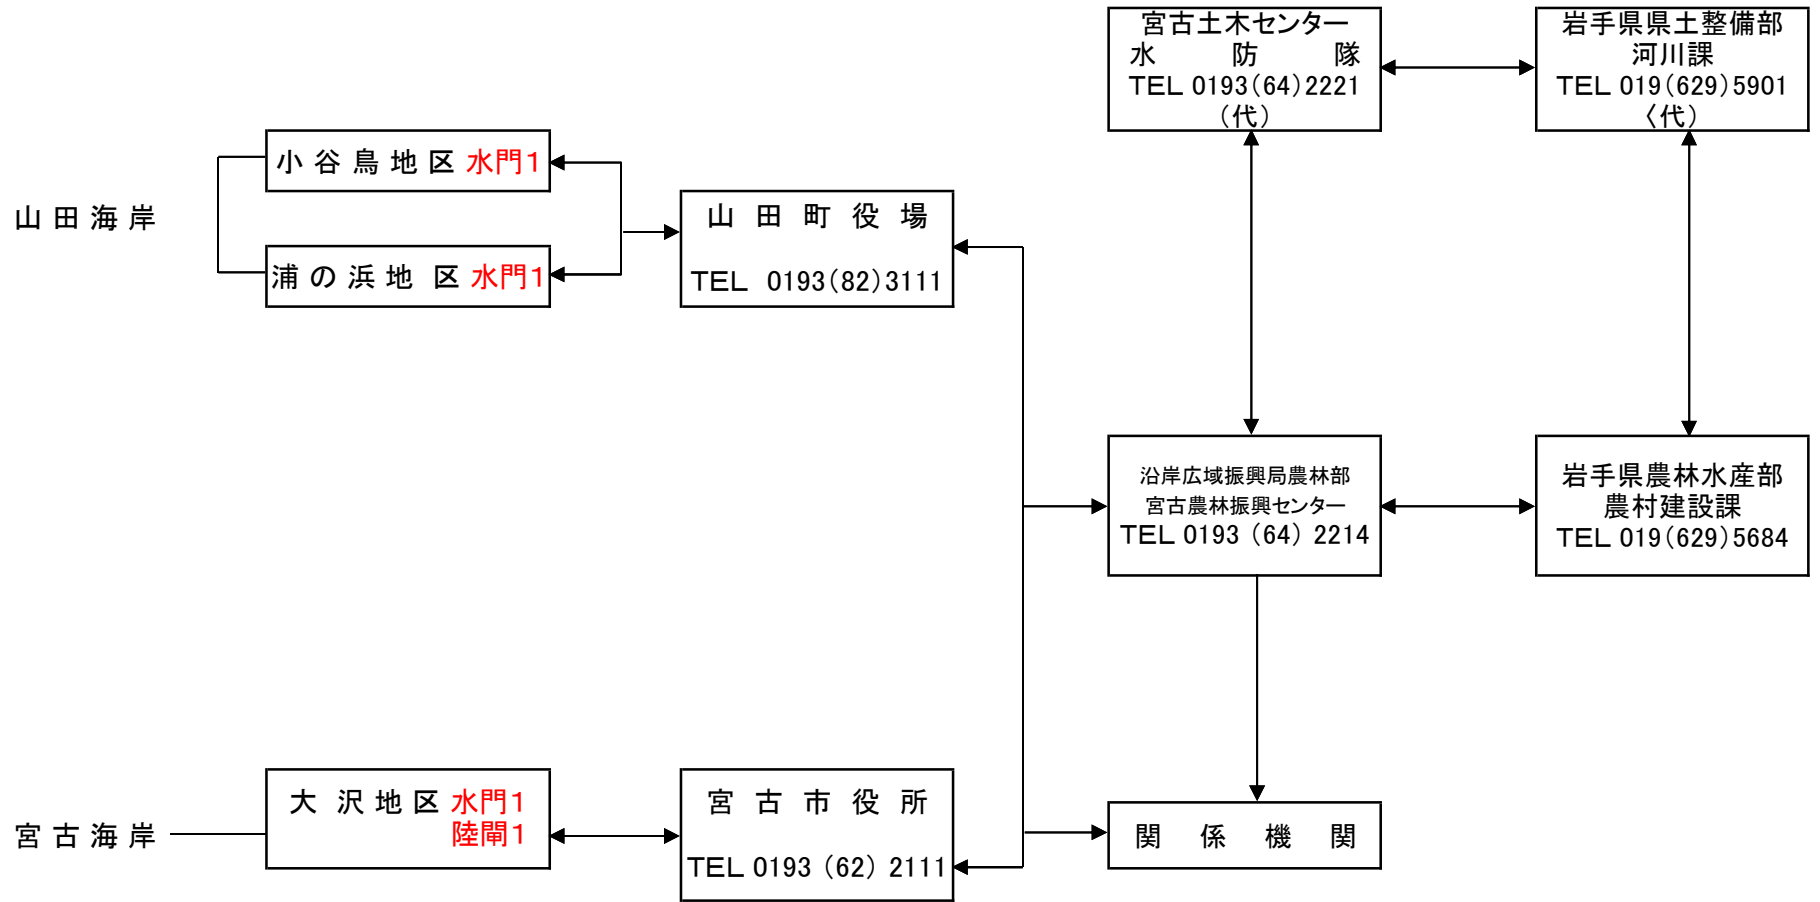 宮古土木センター
水防隊
TEL 0193(64)2221
(代)
岩手県県土整備部
河川課
TEL 019(629)5901
〈代)
山田海岸
小谷鳥地区 水門1
浦の浜地区 水門1
山田町役場
TEL 0193(82)3111
沿岸広域振興局農林部
宮古農林振興センター
TEL 0193 (64) 2214
岩手県農林水産部
農村建設課
TEL 019(629)5684
宮古海岸
大沢地区 水門1
陸閘1
宮古市役所
TEL 0193 (62) 2111
関係機関